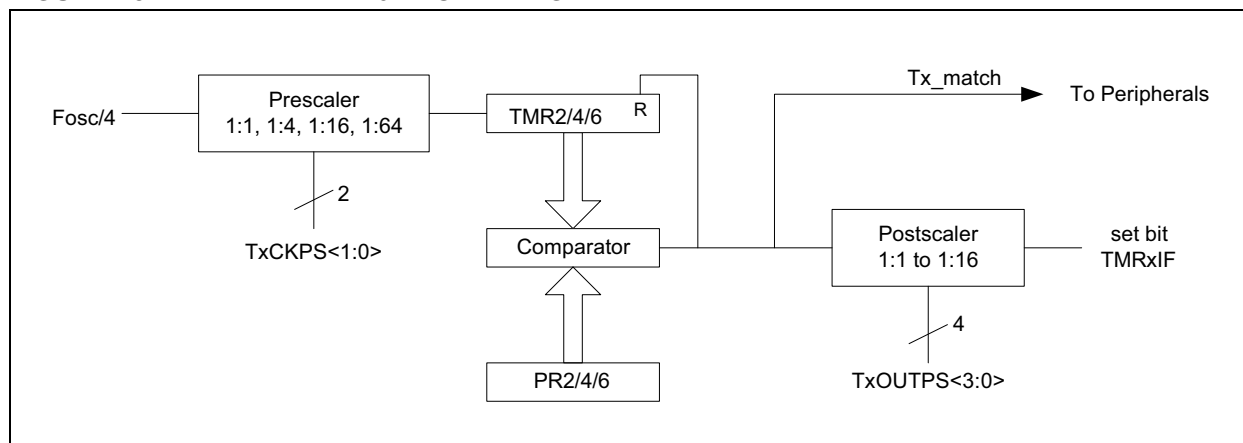 Fosc/4
Prescaler
1:1, 1:4, 1:16, 1:64
2
TxCKPS<1:0>
TMR2/4/6
R
Comparator
PR2/4/6
Tx_match
To Peripherals
Postscaler
1:1 to 1:16
4
TxOUTPS<3:0>
set bit
TMRxIF